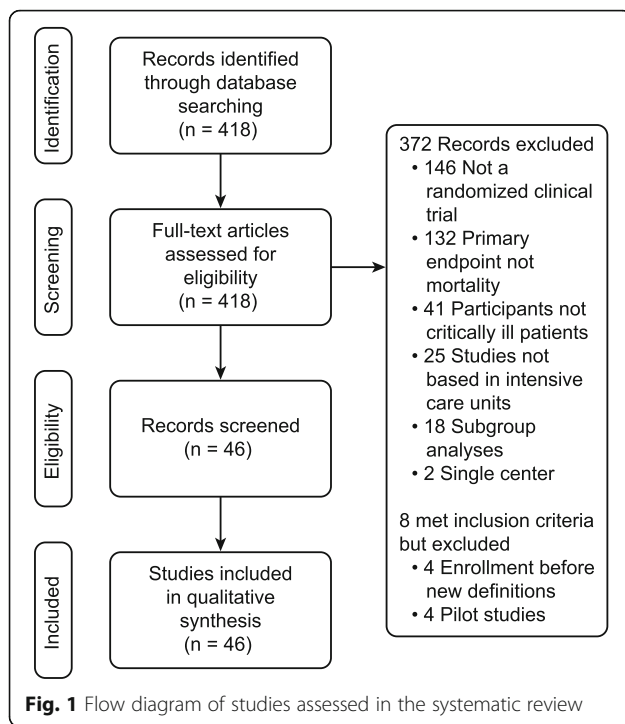 Identification
Records identified
through database
searching
(n = 418)
Screening
Full-text articles
assessed for
eligibility
(n = 418)
Eligibility
Records screened
(n = 46)
Included
Studies included
in qualitative
synthesis
(n = 46)
372 Records excluded
• 146 Not a
randomized clinical
trial
• 132 Primary
endpoint not
mortality
• 41 Participants not
critically ill patients
• 25 Studies not
based in intensive
care units
• 18 Subgroup
analyses
• 2 Single center
8 met inclusion criteria
but excluded
• 4 Enrollment before
new definitions
• 4 Pilot studies
Fig. 1 Flow diagram of studies assessed in the systematic review